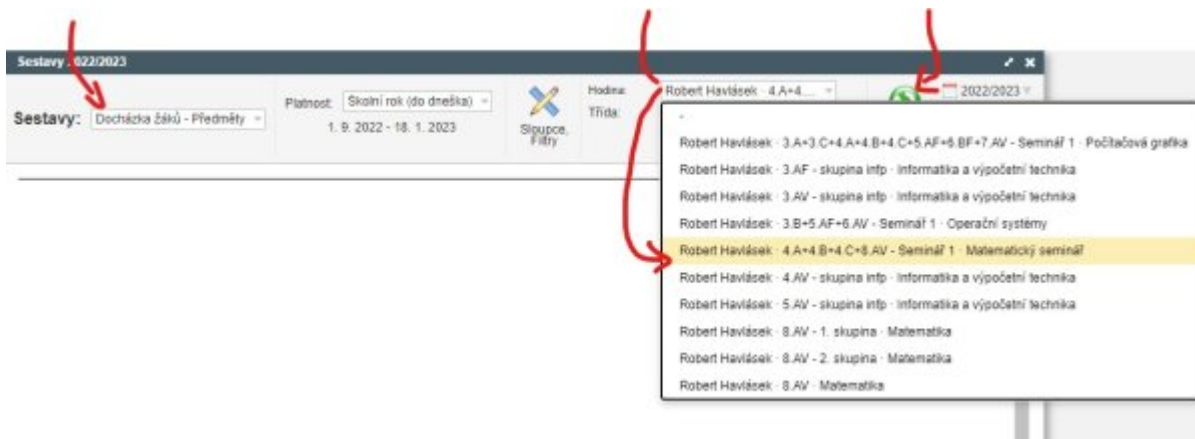 Sestavy 2022/2023
Sestavy: Docházka žáků - Předměty
Platnost: Školní rok (do dneška)
1. 9. 2022 - 18. 1. 2023
Sloupce,
Filtry
Hodina: Robert Havlásek · 4.A+4....
Třída:
2022/2023
-
Robert Havlásek · 3.A+3.C+4.A+4.B+4.C+5.AF+6.BF+7.AV - Seminář 1 · Počítačová grafika
Robert Havlásek · 3.AF - skupina infp · Informatika a výpočetní technika
Robert Havlásek · 3.AV - skupina infp · Informatika a výpočetní technika
Robert Havlásek · 3.B+5.AF+6.AV - Seminář 1 · Operační systémy
Robert Havlásek · 4.A+4.B+4.C+8.AV - Seminář 1 · Matematický seminář
Robert Havlásek · 4.AV - skupina infp · Informatika a výpočetní technika
Robert Havlásek · 5.AV - skupina infp · Informatika a výpočetní technika
Robert Havlásek · 8.AV - 1. skupina · Matematika
Robert Havlásek · 8.AV - 2. skupina · Matematika
Robert Havlásek · 8.AV · Matematika